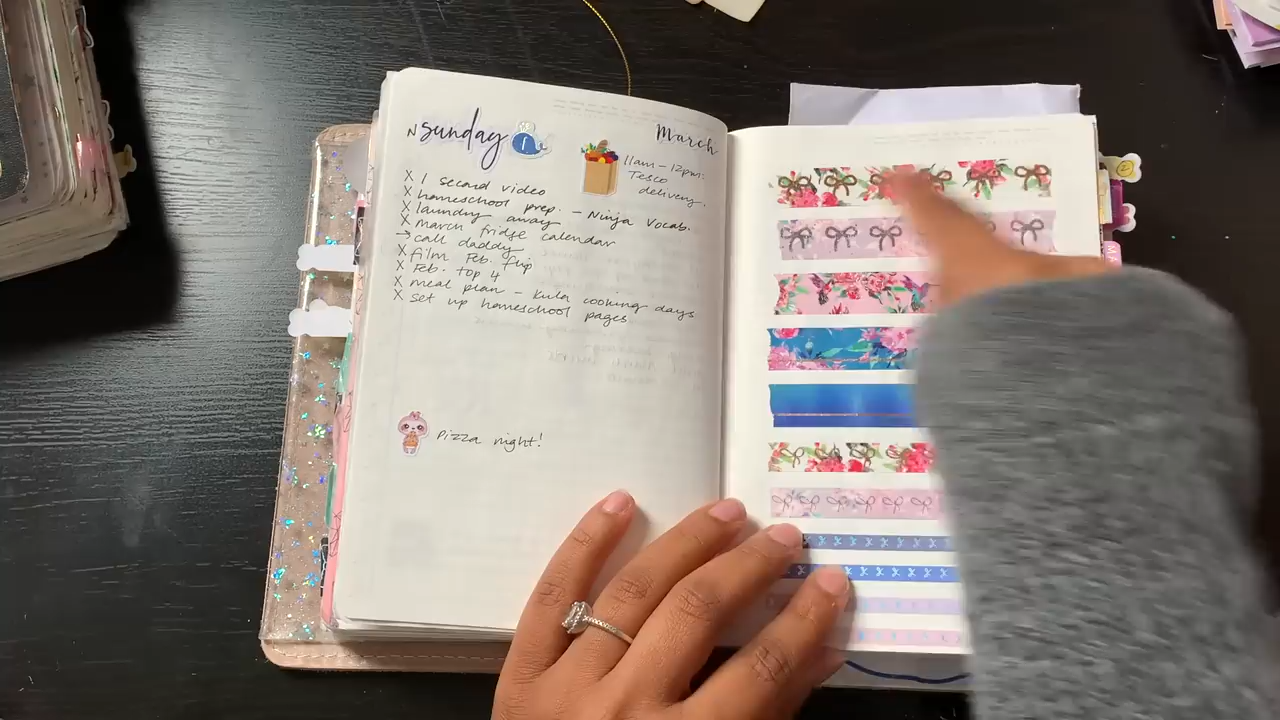 sunday
1
March
11am - 12pm:
Tesco
delivery.
X second video
X homeschool prep. - Ninja Vocab.
X laundry away
X march fridge calendar
→ call daddy
X film Feb. flip
X Feb. top 4
X meal plan - Kula cooking days
X set up homeschool pages
Pizza night!